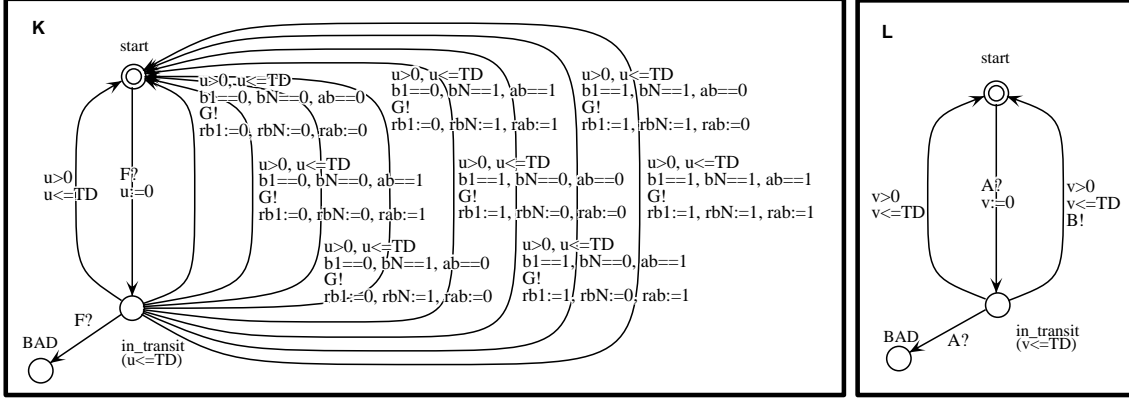 K
start
u>0, u<=TD
b1==0, bN==0, ab==0
G!
rb1:=0, rbN:=0, rab:=0
u>0, u<=TD
b1==0, bN==1, ab==1
G!
rb1:=0, rbN:=1, rab:=1
u>0, u<=TD
b1==1, bN==1, ab==0
G!
rb1:=1, rbN:=1, rab:=0
u>0
u<=TD
F?
u:=0
u>0, u<=TD
b1==0, bN==0, ab==1
G!
rb1:=0, rbN:=0, rab:=1
u>0, u<=TD
b1==1, bN==0, ab==0
G!
rb1:=1, rbN:=0, rab:=0
u>0, u<=TD
b1==1, bN==1, ab==1
G!
rb1:=1, rbN:=1, rab:=1
u>0, u<=TD
b1==0, bN==1, ab==0
G!
rb1:=0, rbN:=1, rab:=0
u>0, u<=TD
b1==1, bN==0, ab==1
G!
rb1:=1, rbN:=0, rab:=1
F?
BAD
in_transit
(u<=TD)
L
start
v>0
v<=TD
A?
v:=0
v>0
v<=TD
B!
A?
BAD
in_transit
(v<=TD)